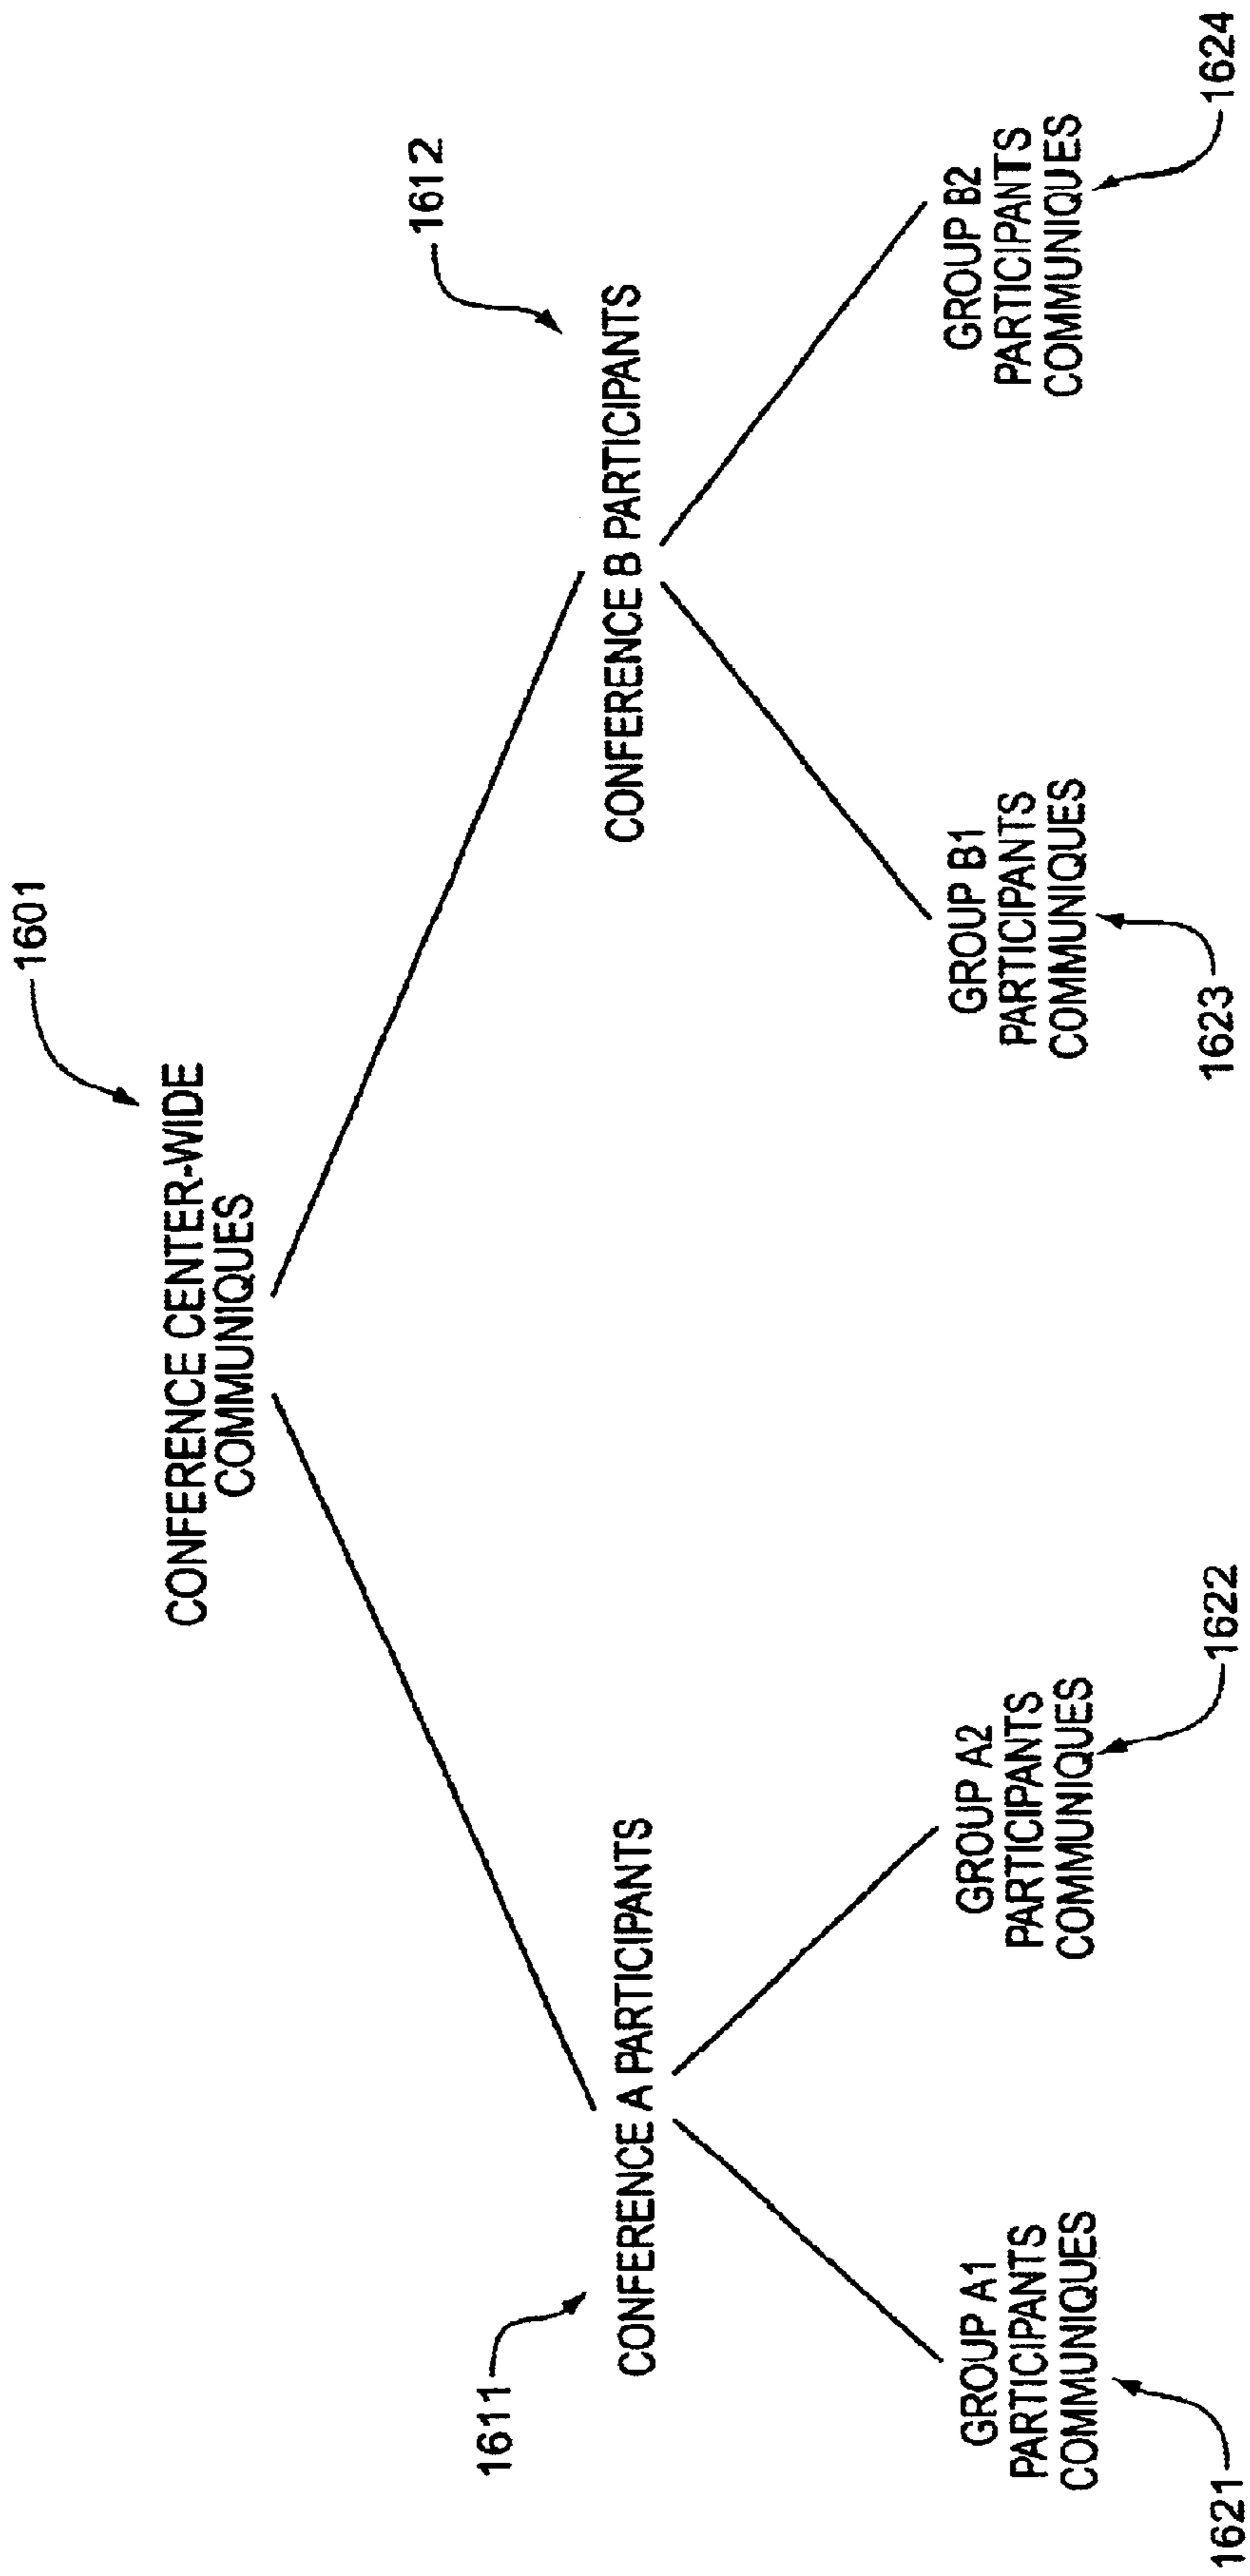 1601
CONFERENCE CENTER-WIDE
COMMUNIQUES
1611
CONFERENCE A PARTICIPANTS
1612
CONFERENCE B PARTICIPANTS
GROUP A1
PARTICIPANTS
COMMUNIQUES
1621
GROUP A2
PARTICIPANTS
COMMUNIQUES
1622
GROUP B1
PARTICIPANTS
COMMUNIQUES
1623
GROUP B2
PARTICIPANTS
COMMUNIQUES
1624